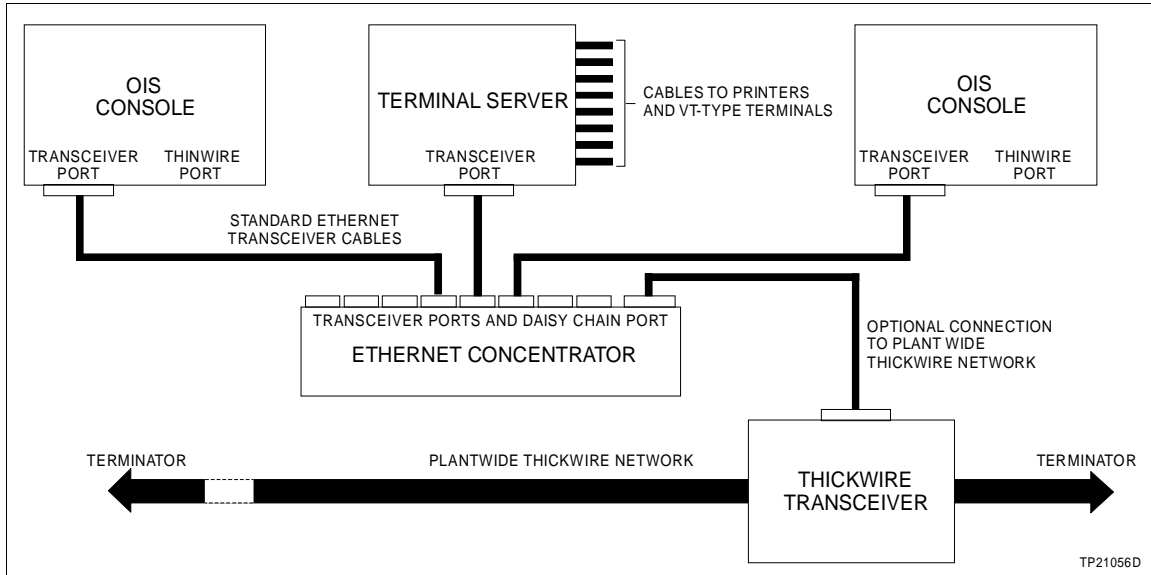 OIS
CONSOLE
TRANSCEIVER
PORT
THINWIRE
PORT
TERMINAL SERVER
TRANSCEIVER
PORT
CABLES TO PRINTERS
AND VT-TYPE TERMINALS
OIS
CONSOLE
TRANSCEIVER
PORT
THINWIRE
PORT
STANDARD ETHERNET
TRANSCEIVER CABLES
TRANSCEIVER PORTS AND DAISY CHAIN PORT
ETHERNET CONCENTRATOR
OPTIONAL CONNECTION
TO PLANT WIDE
THICKWIRE NETWORK
TERMINATOR
PLANTWIDE THICKWIRE NETWORK
THICKWIRE
TRANSCEIVER
TERMINATOR
TP21056D